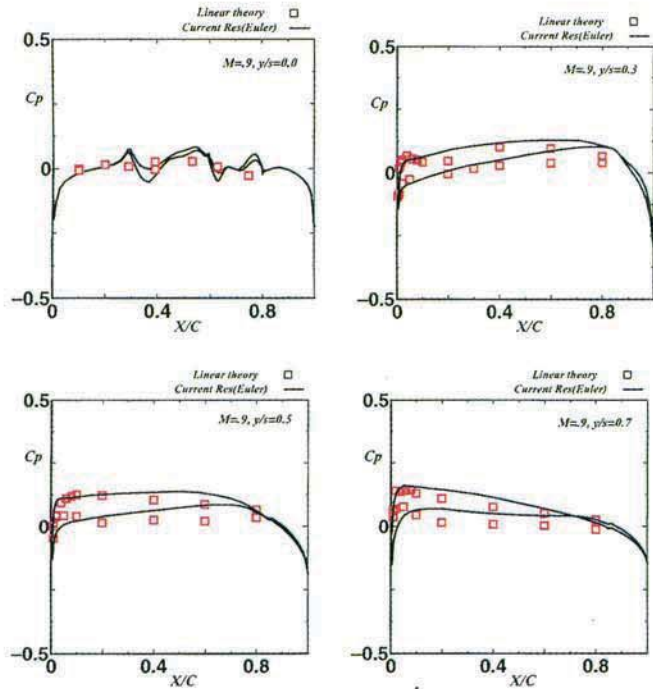 Linear theory
Current Res(Euler)
0.5
M=.9, y/s=0.0
Cp
0
−0.5
0 0.4 0.8
X/C
Linear theory
Current Res(Euler)
0.5
M=.9, y/s=0.3
Cp
0
−0.5
0 0.4 0.8
X/C
Linear theory
Current Res(Euler)
0.5
M=.9, y/s=0.5
Cp
0
−0.5
0 0.4 0.8
X/C
Linear theory
Current Res(Euler)
0.5
M=.9, y/s=0.7
Cp
0
−0.5
0 0.4 0.8
X/C